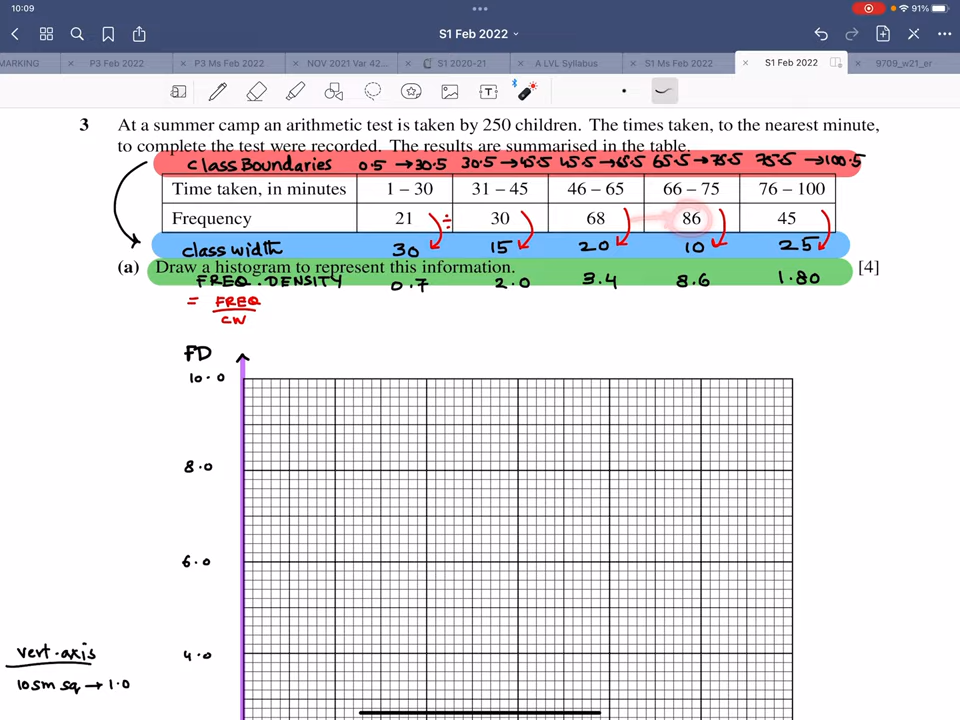 10:09
91%
S1 Feb 2022
MARKING
P3 Feb 2022
P3 Ms Feb 2022
NOV 2021 Var 42...
S1 2020-21
A LVL Syllabus
S1 Ms Feb 2022
S1 Feb 2022
9709_w21_er
3 At a summer camp an arithmetic test is taken by 250 children. The times taken, to the nearest minute,
to complete the test were recorded. The results are summarised in the table.
Class Boundaries 0.5 → 30.5 30.5 → 45.5 45.5 → 65.5 65.5 → 75.5 75.5 → 100.5
Time taken, in minutes 1 – 30 31 – 45 46 – 65 66 – 75 76 – 100
Frequency 21 ÷ 30 68 86 45
class width 30 15 20 10 25
(a) Draw a histogram to represent this information. [4]
FREQ. DENSITY 0.7 2.0 3.4 8.6 1.80
= FREQ
CW
FD
10.0
8.0
6.0
vert.axis
4.0
10 sm sq → 1.0